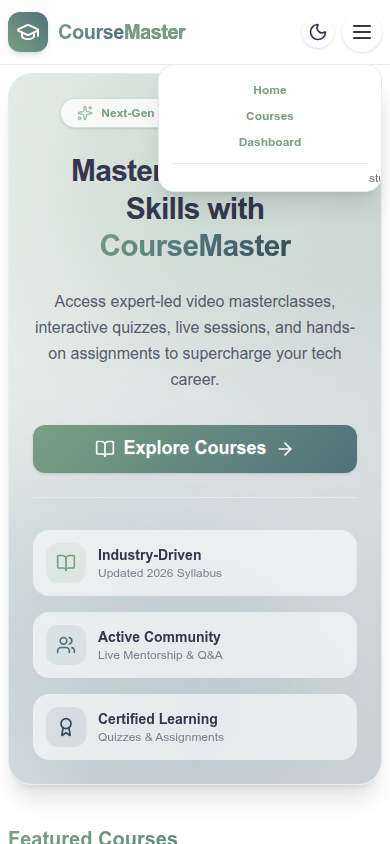 CourseMaster
Home
Courses
Dashboard
Next-Gen
Master
Skills with
CourseMaster
Access expert-led video masterclasses,
interactive quizzes, live sessions, and hands-
on assignments to supercharge your tech
career.
Explore Courses
Industry-Driven
Updated 2026 Syllabus
Active Community
Live Mentorship & Q&A
Certified Learning
Quizzes & Assignments
Featured Courses